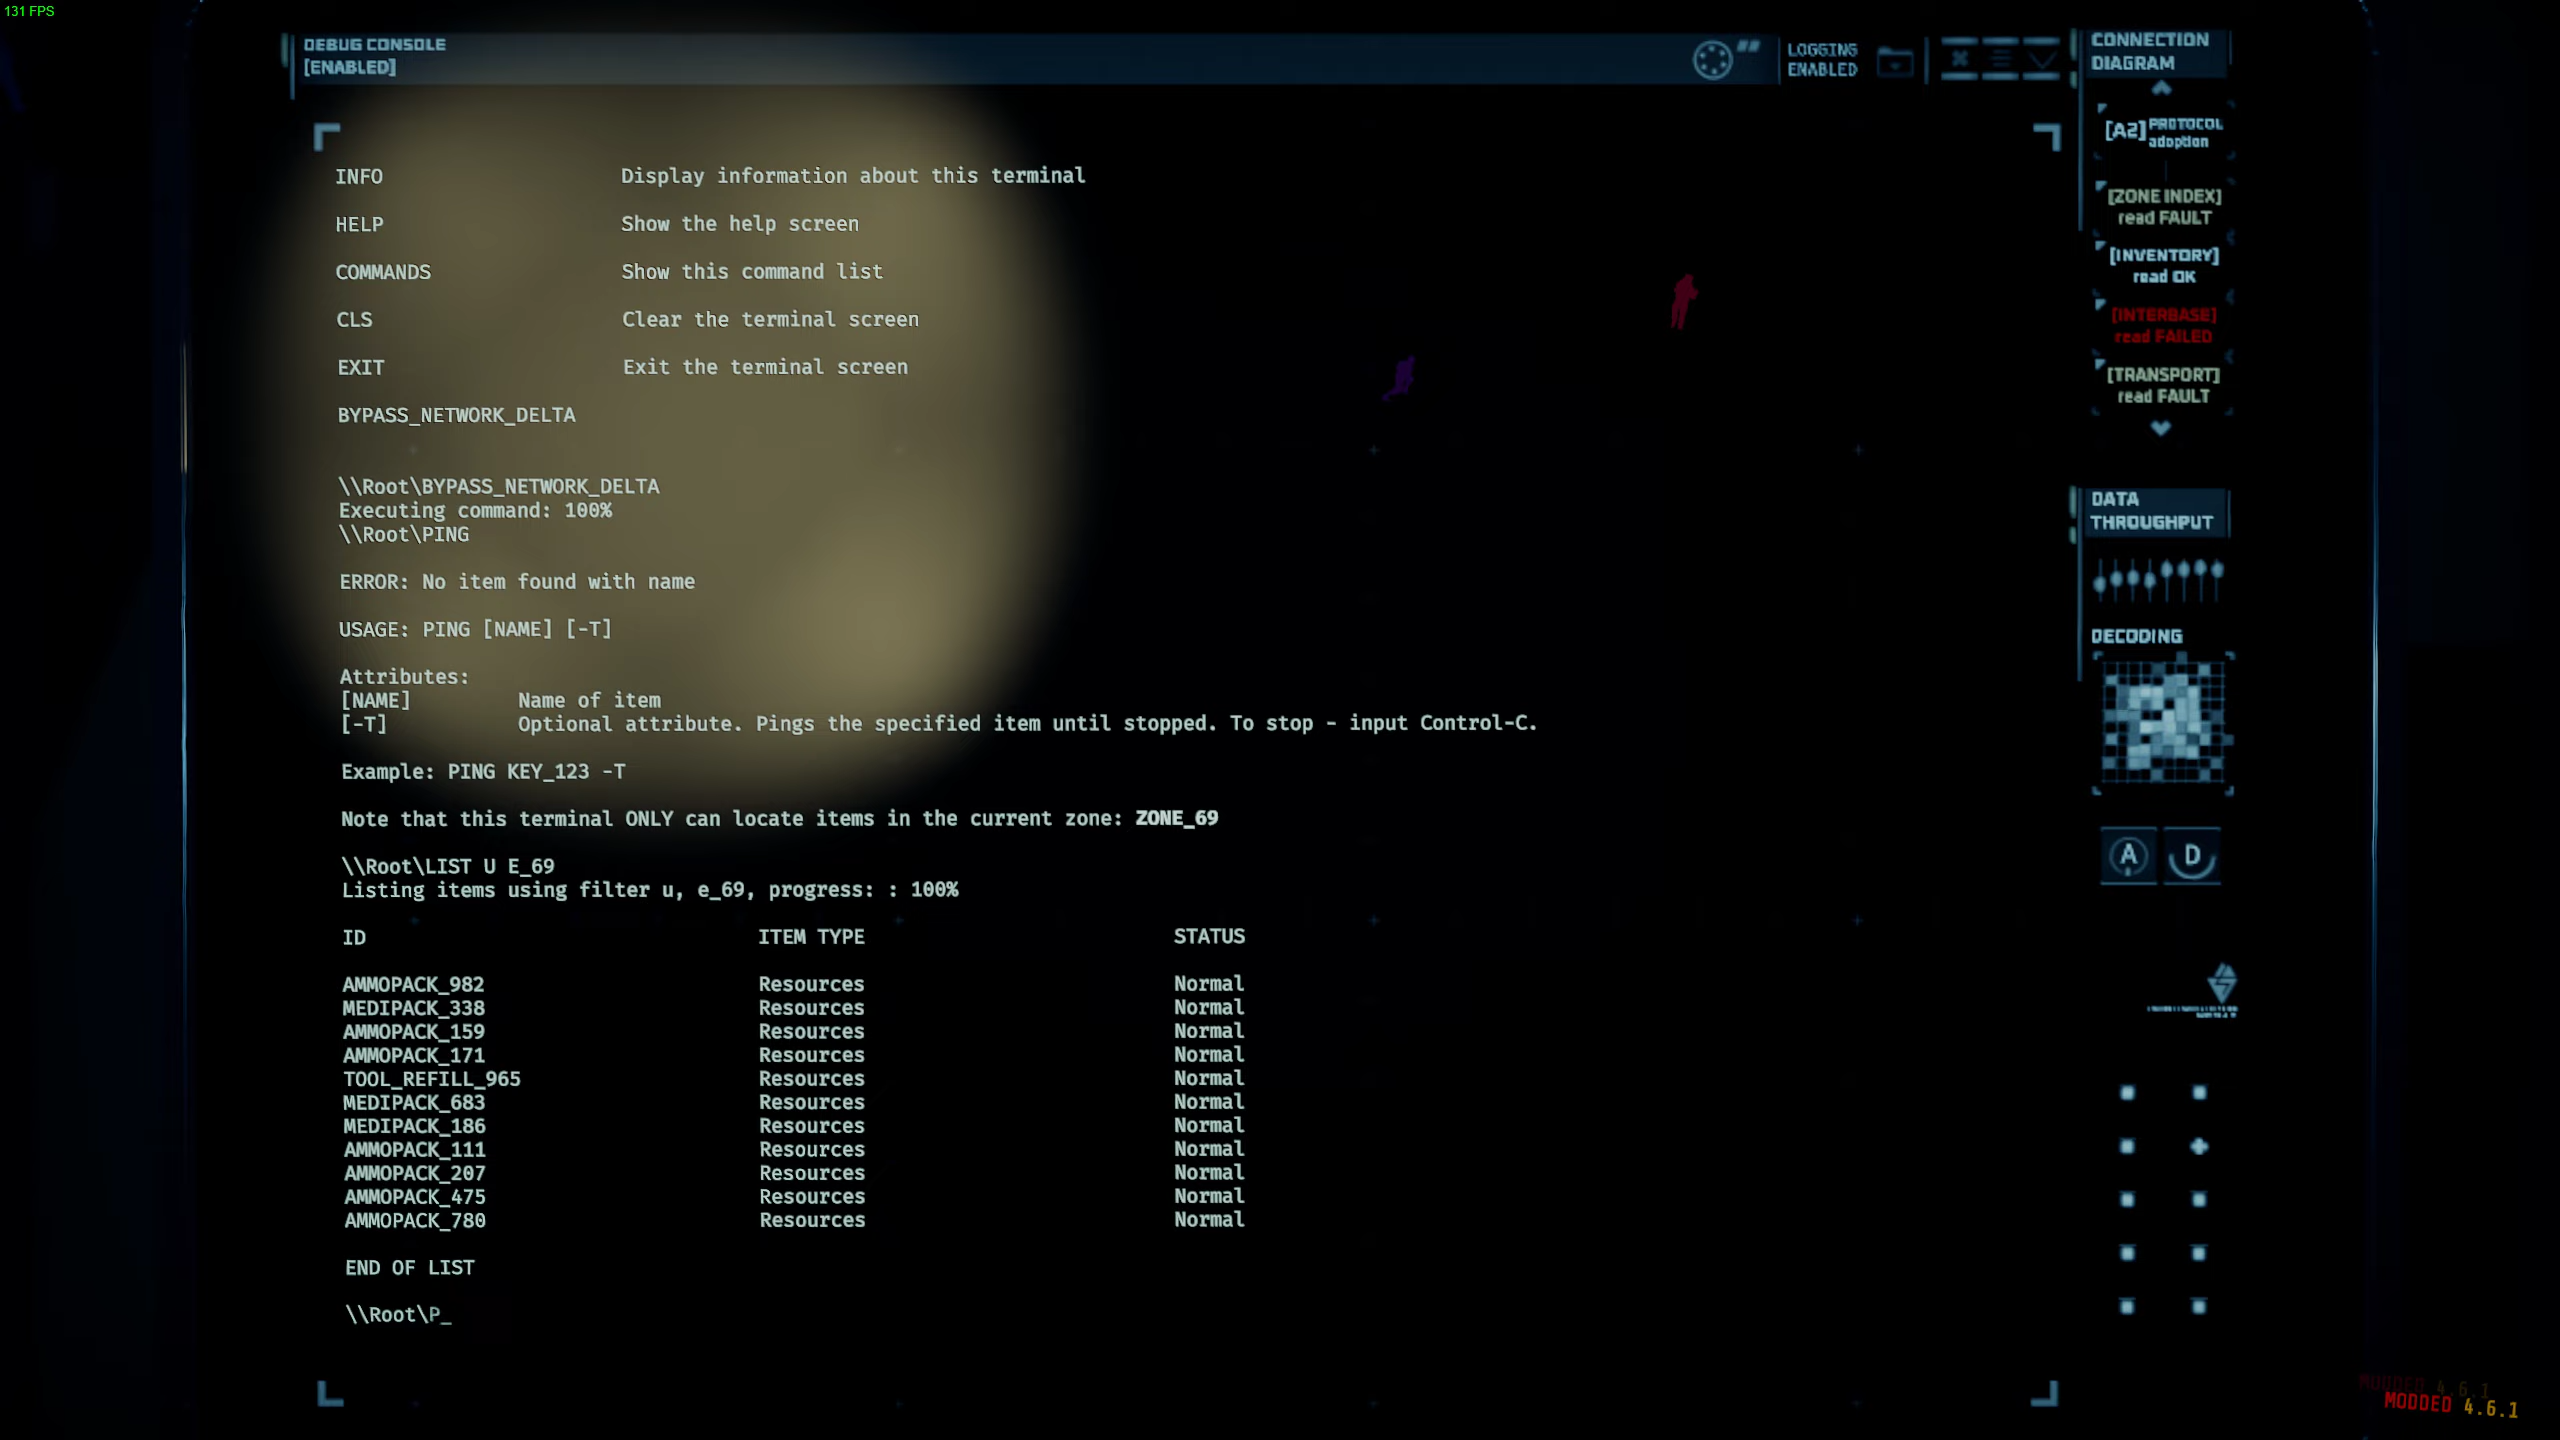 131 FPS
DEBUG CONSOLE
[ENABLED]
LOGGING
ENABLED
INFO Display information about this terminal
HELP Show the help screen
COMMANDS Show this command list
CLS Clear the terminal screen
EXIT Exit the terminal screen
BYPASS_NETWORK_DELTA
\\Root\BYPASS_NETWORK_DELTA
Executing command: 100%
\\Root\PING
ERROR: No item found with name
USAGE: PING [NAME] [-T]
Attributes:
[NAME] Name of item
[-T] Optional attribute. Pings the specified item until stopped. To stop - input Control-C.
Example: PING KEY_123 -T
Note that this terminal ONLY can locate items in the current zone: ZONE_69
\\Root\LIST U E_69
Listing items using filter u, e_69, progress: : 100%
ID ITEM TYPE STATUS
AMMOPACK_982 Resources Normal
MEDIPACK_338 Resources Normal
AMMOPACK_159 Resources Normal
AMMOPACK_171 Resources Normal
TOOL_REFILL_965 Resources Normal
MEDIPACK_683 Resources Normal
MEDIPACK_186 Resources Normal
AMMOPACK_111 Resources Normal
AMMOPACK_207 Resources Normal
AMMOPACK_475 Resources Normal
AMMOPACK_780 Resources Normal
END OF LIST
\\Root\P_
CONNECTION
DIAGRAM
[A2] PROTOCOL
adoption
[ZONE INDEX]
read FAULT
[INVENTORY]
read OK
[INTERBASE]
read FAILED
[TRANSPORT]
read FAULT
DATA
THROUGHPUT
DECODING
A D
MODDED 4.6.1
MODDED 4.6.1